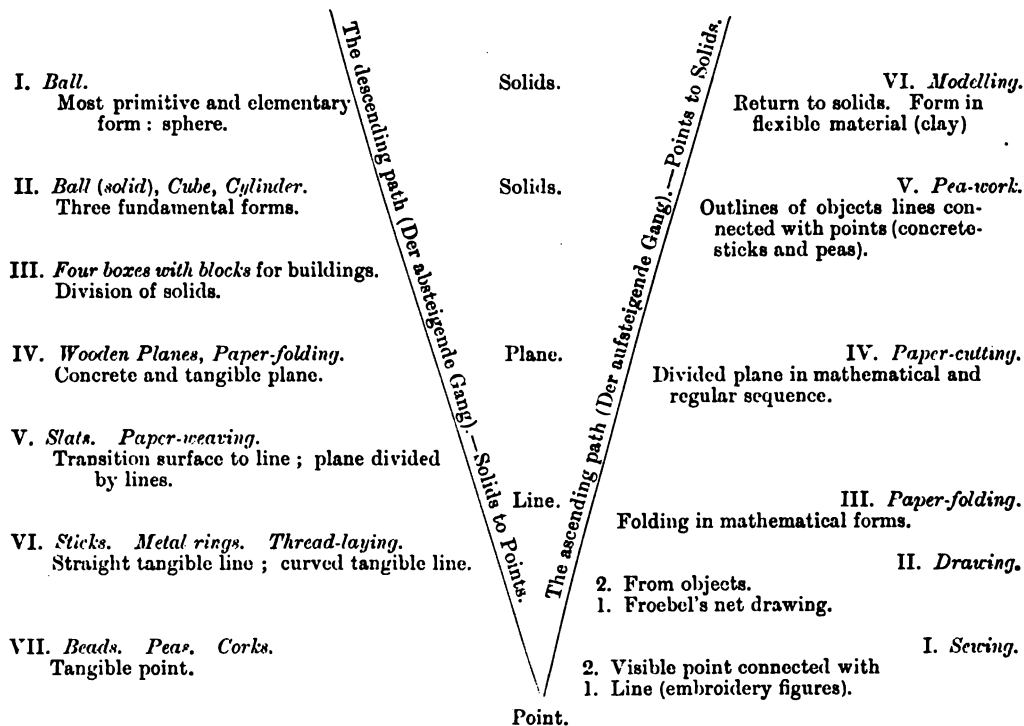 I. Ball.
Most primitive and elementary
form : sphere.
II. Ball (solid), Cube, Cylinder.
Three fundamental forms.
III. Four boxes with blocks for buildings.
Division of solids.
IV. Wooden Planes, Paper-folding.
Concrete and tangible plane.
V. Slats. Paper-weaving.
Transition surface to line ; plane divided
by lines.
VI. Sticks. Metal rings. Thread-laying.
Straight tangible line ; curved tangible line.
VII. Beads. Peas. Corks.
Tangible point.
The descending path (Der absteigende Gang).—Solids to Points.
Solids.
Solids.
Plane.
Line.
Point.
The ascending path (Der aufsteigende Gang).—Points to Solids.
VI. Modelling.
Return to solids. Form in
flexible material (clay)
V. Pea-work.
Outlines of objects lines con-
nected with points (concrete-
sticks and peas).
IV. Paper-cutting.
Divided plane in mathematical and
regular sequence.
III. Paper-folding.
Folding in mathematical forms.
II. Drawing.
2. From objects.
1. Froebel's net drawing.
I. Sewing.
2. Visible point connected with
1. Line (embroidery figures).